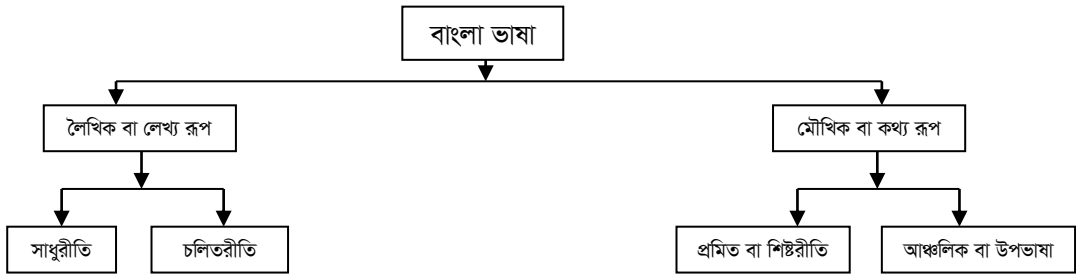 বাংলা ভাষা
লৈখিক বা লেখ্য রূপ
মৌখিক বা কথ্য রূপ
সাধুরীতি
চলিতরীতি
প্রমিত বা শিষ্টরীতি
আঞ্চলিক বা উপভাষা